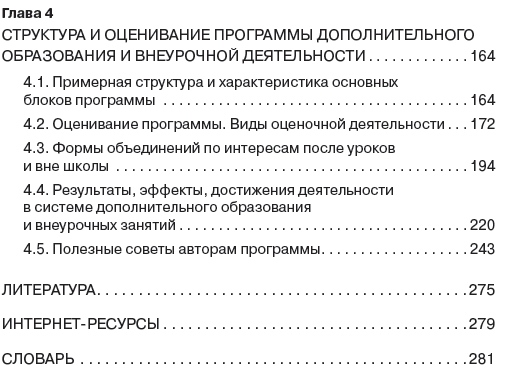 Глава 4
СТРУКТУРА И ОЦЕНИВАНИЕ ПРОГРАММЫ ДОПОЛНИТЕЛЬНОГО
ОБРАЗОВАНИЯ И ВНЕУРОЧНОЙ ДЕЯТЕЛЬНОСТИ . . . . . . . . . . . . . 164
4.1. Примерная структура и характеристика основных
блоков программы . . . . . . . . . . . . . . . . . . . . . . . . . . . . . . . . . . . . . . . 164
4.2. Оценивание программы. Виды оценочной деятельности . . . 172
4.3. Формы объединений по интересам после уроков
и вне школы . . . . . . . . . . . . . . . . . . . . . . . . . . . . . . . . . . . . . . . . . . . . . 194
4.4. Результаты, эффекты, достижения деятельности
в системе дополнительного образования
и внеурочных занятий . . . . . . . . . . . . . . . . . . . . . . . . . . . . . . . . . . . . . 220
4.5. Полезные советы авторам программы. . . . . . . . . . . . . . . . . . . 243
ЛИТЕРАТУРА. . . . . . . . . . . . . . . . . . . . . . . . . . . . . . . . . . . . . . . . . . . . . . . . 275
ИНТЕРНЕТ-РЕСУРСЫ . . . . . . . . . . . . . . . . . . . . . . . . . . . . . . . . . . . . . . . 279
СЛОВАРЬ . . . . . . . . . . . . . . . . . . . . . . . . . . . . . . . . . . . . . . . . . . . . . . . . . . 281